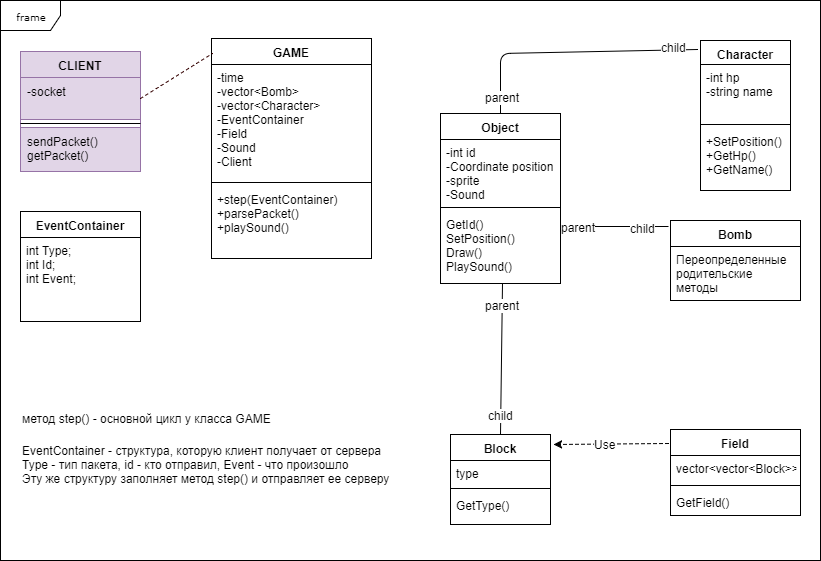 frame
CLIENT
-socket
sendPacket()
getPacket()
GAME
-time
-vector<Bomb>
-vector<Character>
-EventContainer
-Field
-Sound
-Client
+step(EventContainer)
+parsePacket()
+playSound()
EventContainer
int Type;
int Id;
int Event;
child
parent
Character
-int hp
-string name
+SetPosition()
+GetHp()
+GetName()
Object
-int id
-Coordinate position
-sprite
-Sound
GetId()
SetPosition()
Draw()
PlaySound()
parent
child
Bomb
Переопределенные
родительские
методы
parent
child
Block
type
GetType()
Use
Field
vector<vector<Block>>
GetField()
метод step() - основной цикл у класса GAME
EventContainer - структура, которую клиент получает от сервера
Type - тип пакета, id - кто отправил, Event - что произошло
Эту же структуру заполняет метод step() и отправляет ее серверу